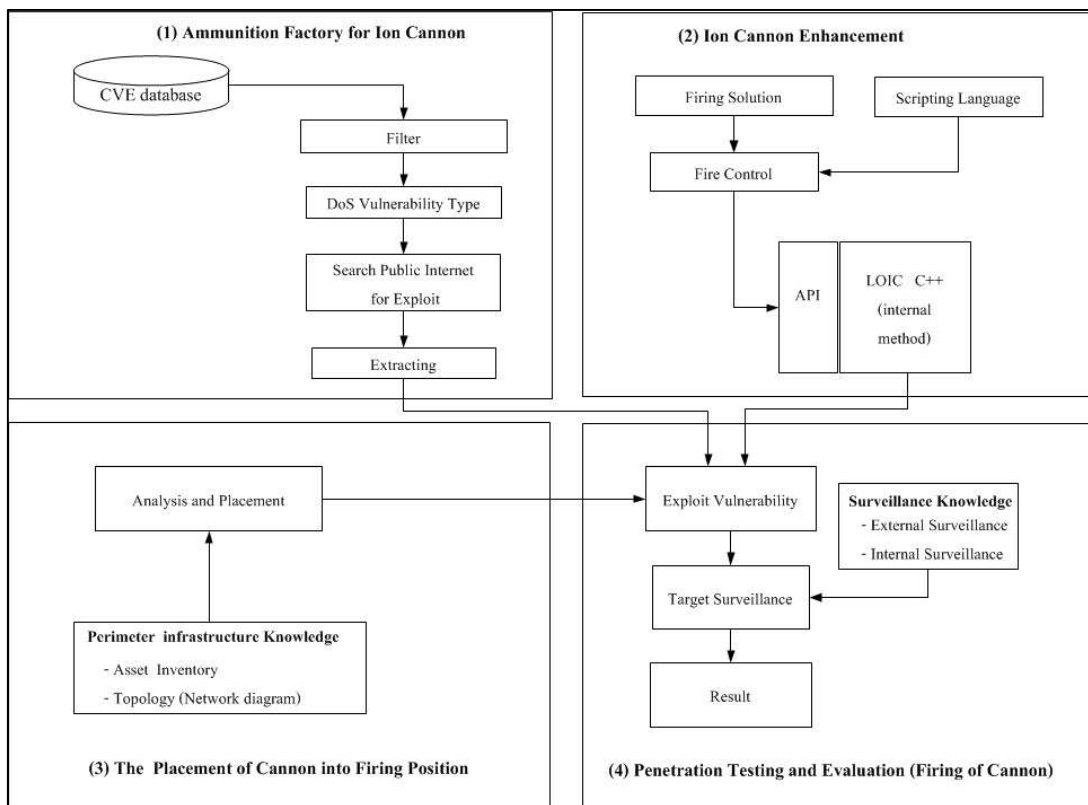 (1) Ammunition Factory for Ion Cannon
CVE database
Filter
DoS Vulnerability Type
Search Public Internet
for Exploit
Extracting
(2) Ion Cannon Enhancement
Firing Solution
Scripting Language
Fire Control
API
LOIC C++
(internal
method)
Analysis and Placement
Perimeter infrastructure Knowledge
- Asset Inventory
- Topology (Network diagram)
(3) The Placement of Cannon into Firing Position
Exploit Vulnerability
Surveillance Knowledge
- External Surveillance
- Internal Surveillance
Target Surveillance
Result
(4) Penetration Testing and Evaluation (Firing of Cannon)